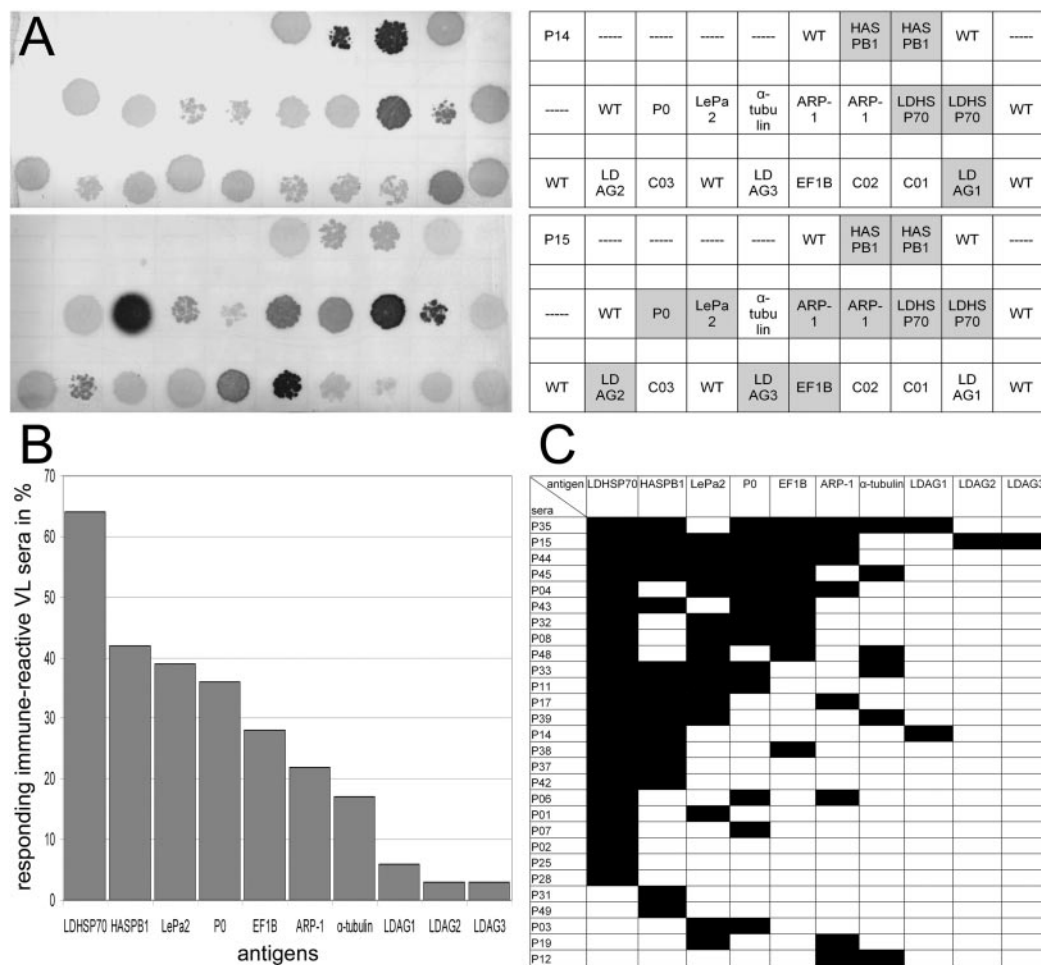 A
P14 ----- ----- ----- ----- WT HAS PB1 HAS PB1 WT -----
----- WT P0 LePa 2 α-tubu lin ARP-1 ARP-1 LDHS P70 LDHS P70 WT
WT LD AG2 C03 WT LD AG3 EF1B C02 C01 LD AG1 WT
P15 ----- ----- ----- ----- WT HAS PB1 HAS PB1 WT -----
----- WT P0 LePa 2 α-tubu lin ARP-1 ARP-1 LDHS P70 LDHS P70 WT
WT LD AG2 C03 WT LD AG3 EF1B C02 C01 LD AG1 WT
B
responding immune-reactive VL sera in %
70
60
50
40
30
20
10
0
LDHSP70 HASPB1 LePa2 P0 EF1B ARP-1 α-tubulin LDAG1 LDAG2 LDAG3
antigens
C
antigen LDHSP70 HASPB1 LePa2 P0 EF1B ARP-1 α-tubulin LDAG1 LDAG2 LDAG3
sera
P35
P15
P44
P45
P04
P43
P32
P08
P48
P33
P11
P17
P39
P14
P38
P37
P42
P06
P01
P07
P02
P25
P28
P31
P49
P03
P19
P12